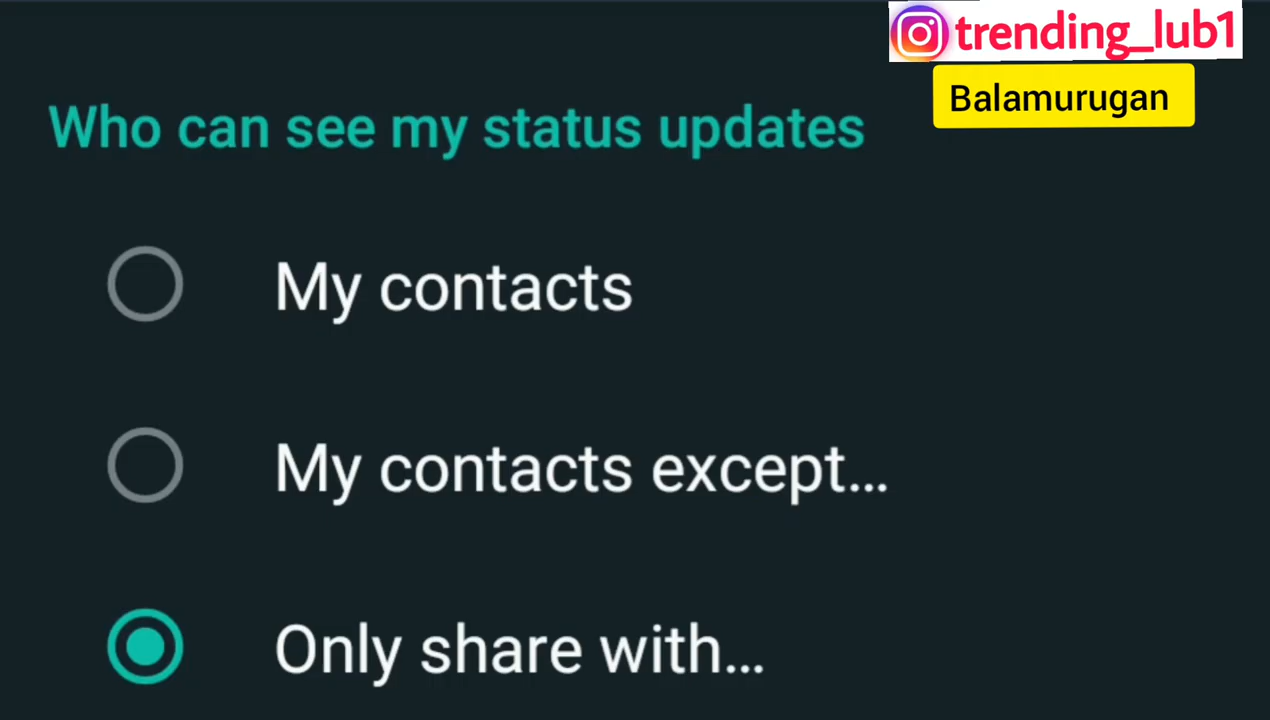 trending_lub1
Balamurugan
Who can see my status updates
My contacts
My contacts except...
Only share with...